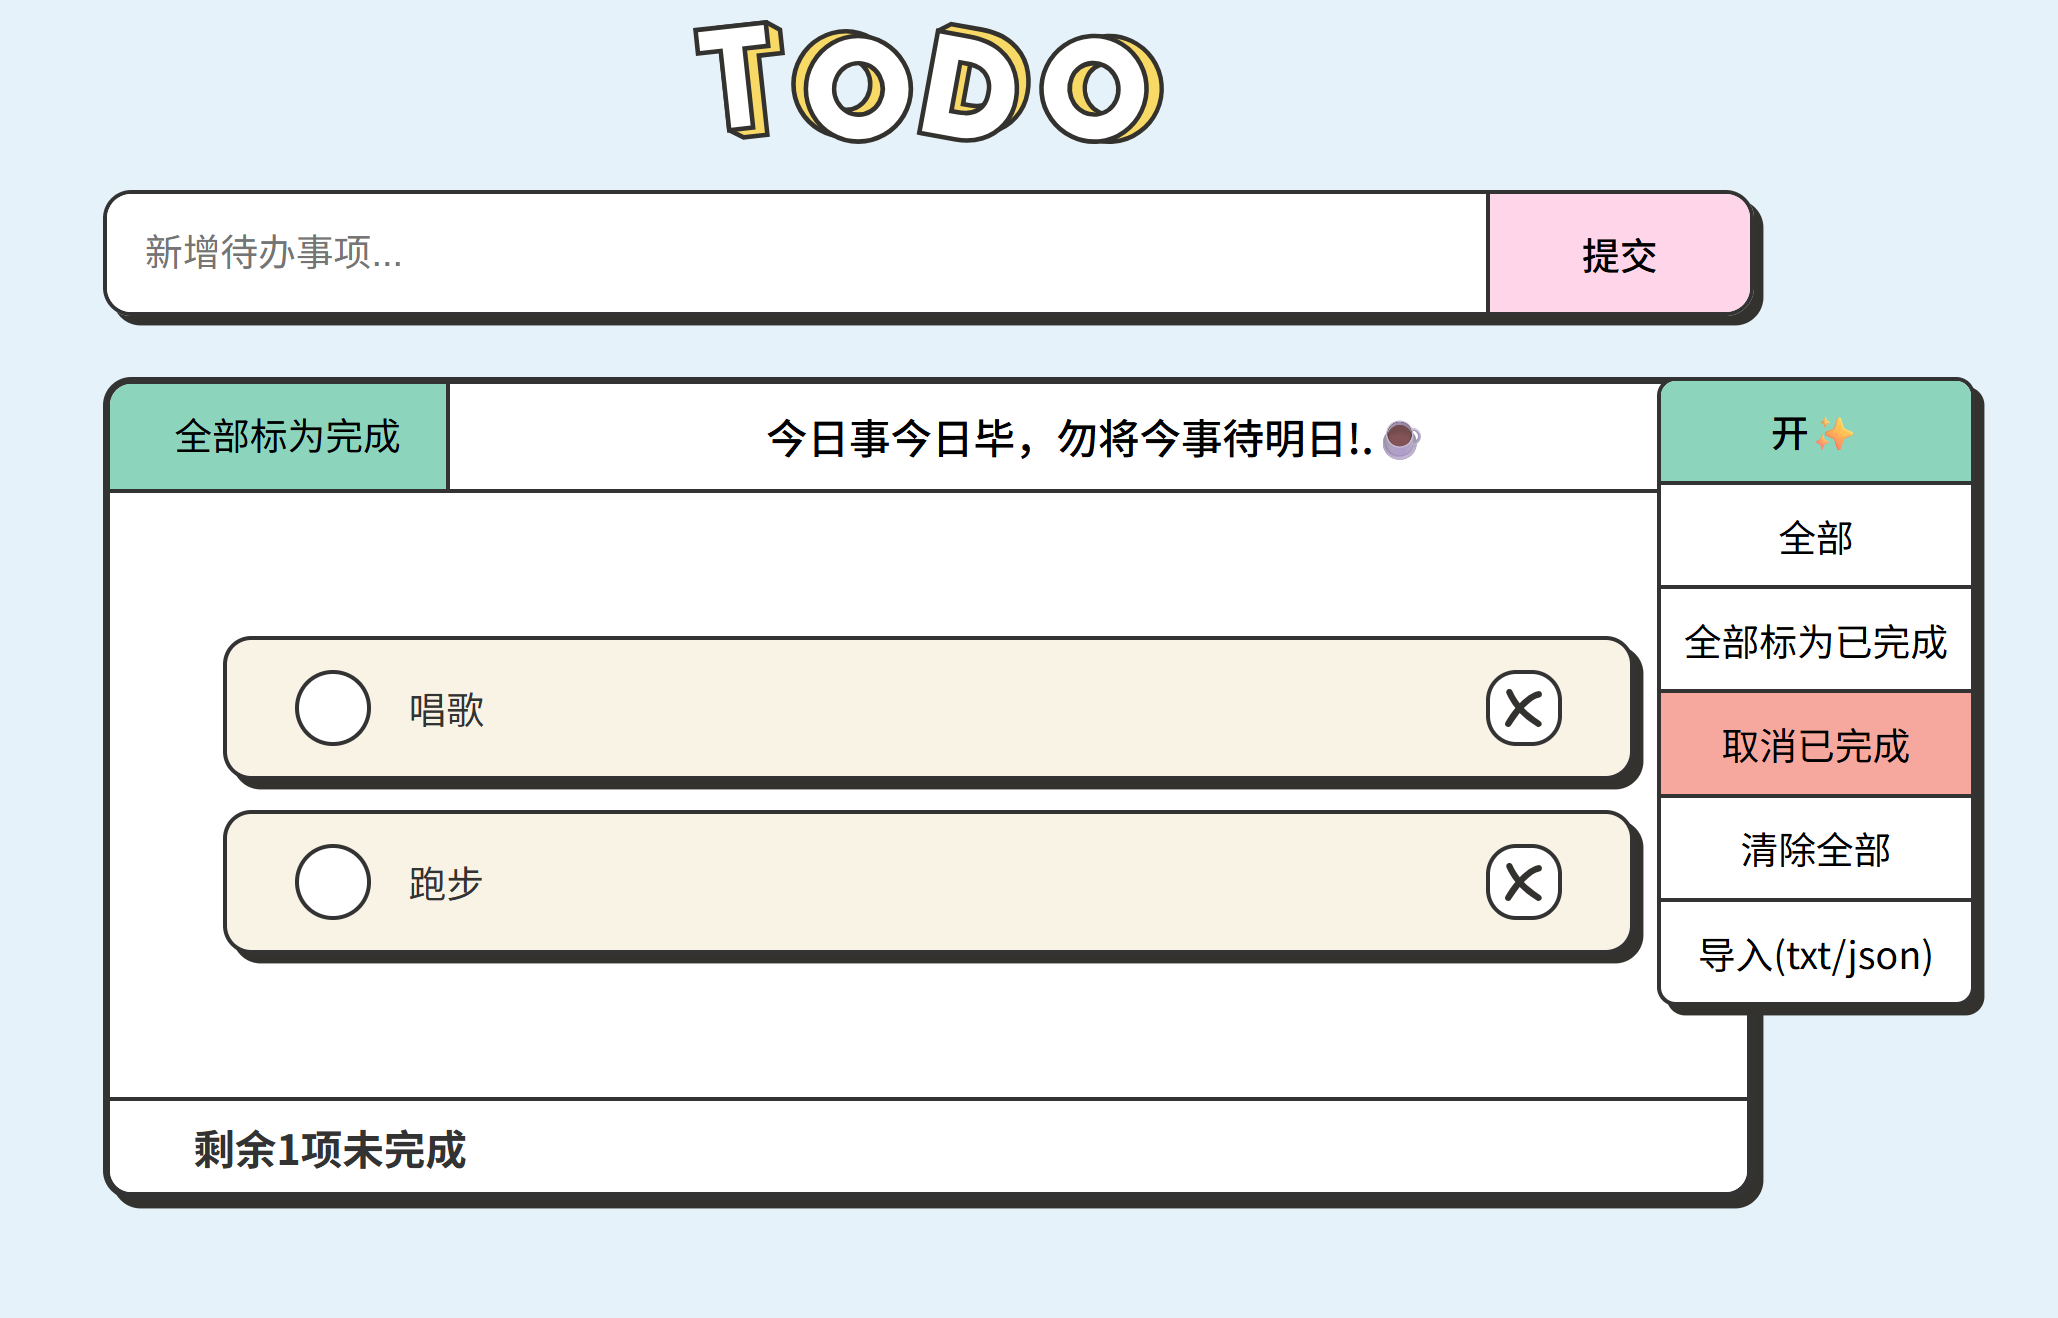 TODO
新增待办事项...
提交
全部标为完成
今日事今日毕，勿将今事待明日!.☕
开✨
全部
全部标为已完成
取消已完成
清除全部
导入(txt/json)
唱歌
跑步
剩余1项未完成